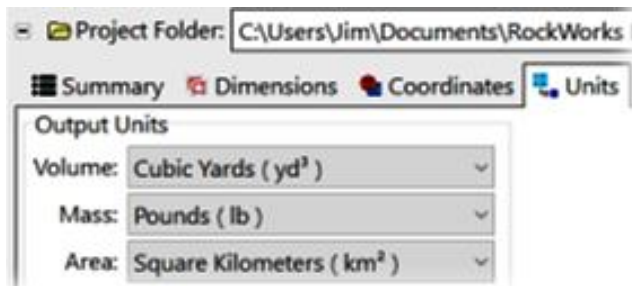 Project Folder: C:\Users\Jim\Documents\RockWorks
Summary Dimensions Coordinates Units
Output Units
Volume: Cubic Yards ( yd³ )
Mass: Pounds ( lb )
Area: Square Kilometers ( km² )